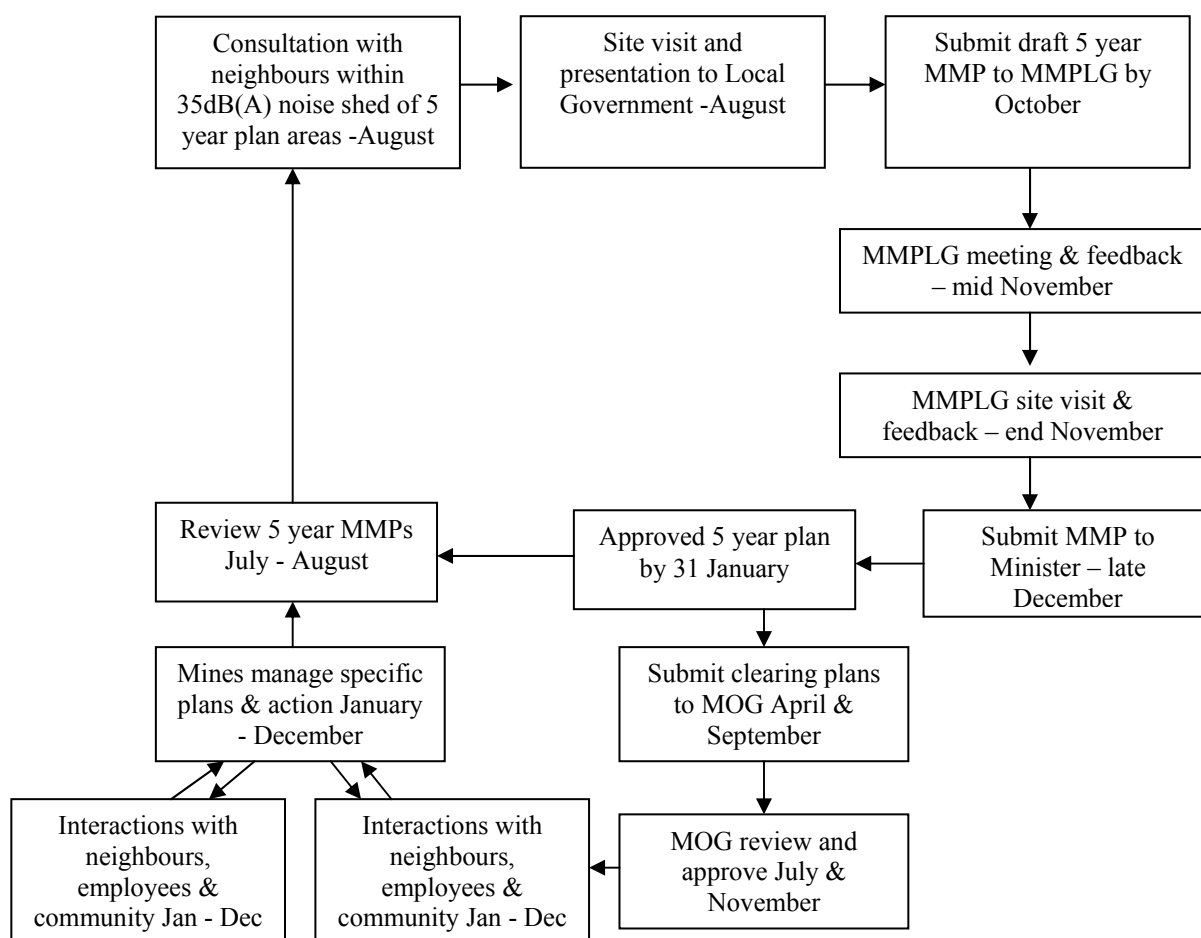 Consultation with
neighbours within
35dB(A) noise shed of 5
year plan areas -August
Site visit and
presentation to Local
Government -August
Submit draft 5 year
MMP to MMPLG by
October
MMPLG meeting & feedback
– mid November
MMPLG site visit &
feedback – end November
Submit MMP to
Minister – late
December
Approved 5 year plan
by 31 January
Review 5 year MMPs
July - August
Mines manage specific
plans & action January
- December
Submit clearing plans
to MOG April &
September
MOG review and
approve July &
November
Interactions with
neighbours,
employees &
community Jan - Dec
Interactions with
neighbours,
employees &
community Jan - Dec